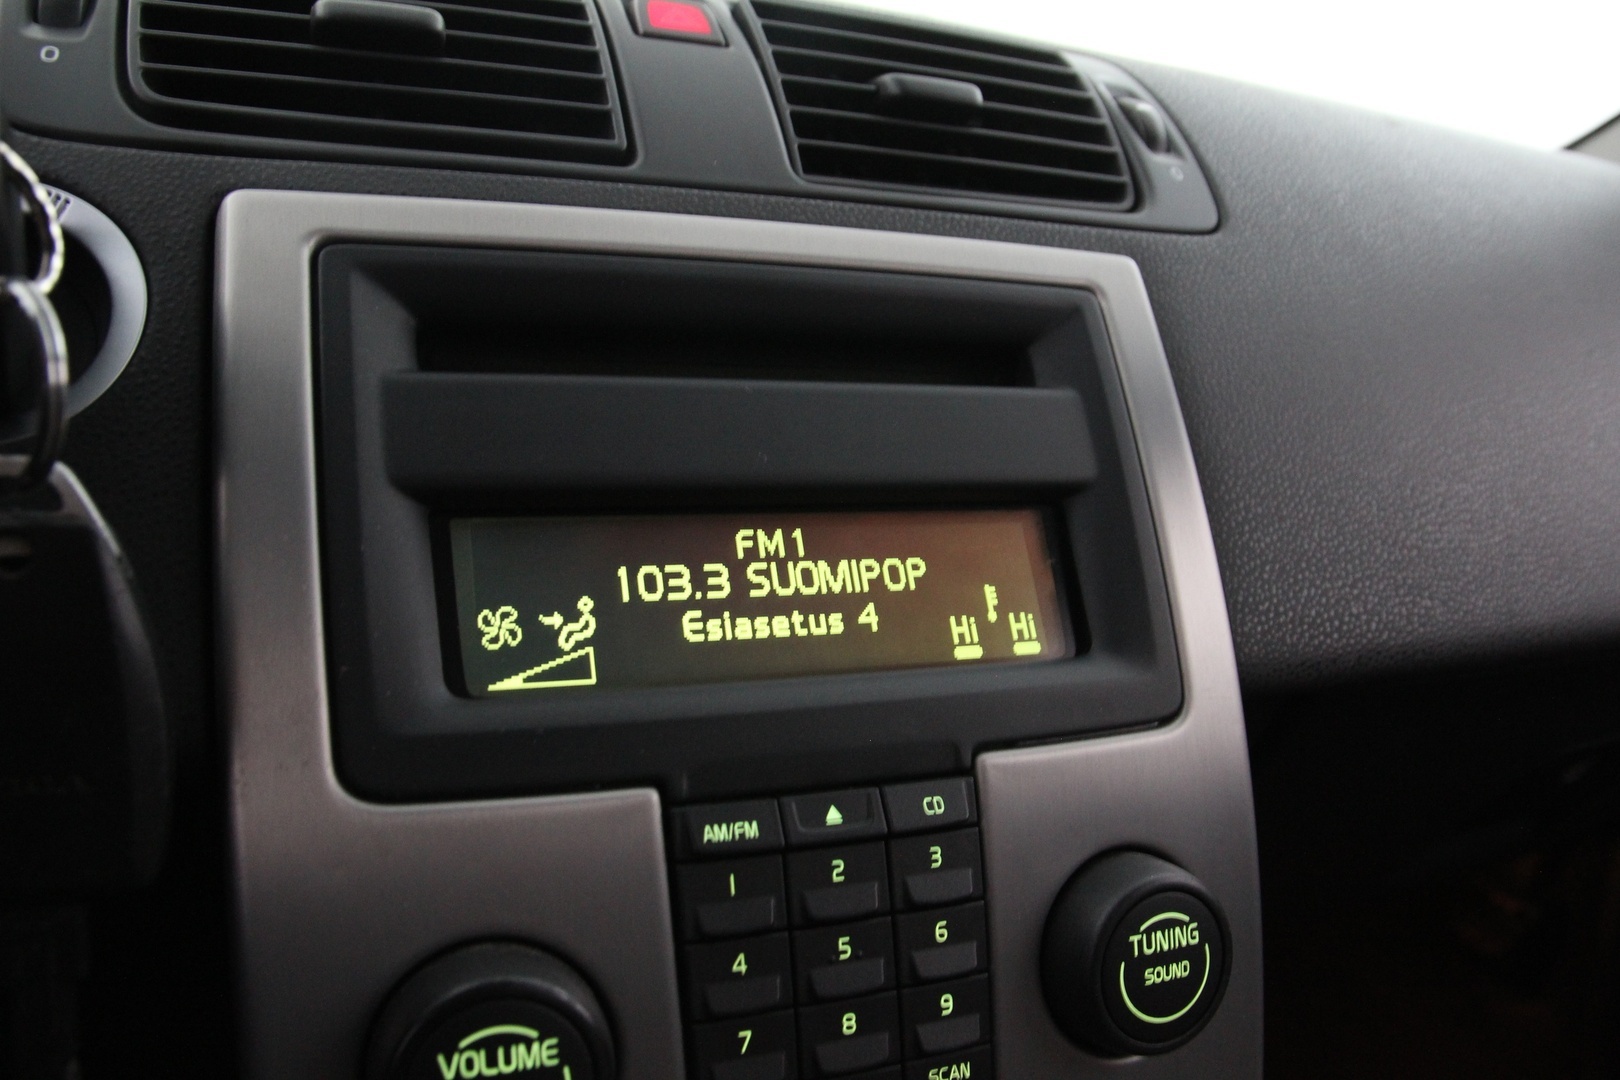 FM1
103.3 SUOMIPOP
Esiasetus 4
Hi Hi
AM/FM CD
1 2 3
4 5 6
7 8 9
SCAN
VOLUME
TUNING
SOUND